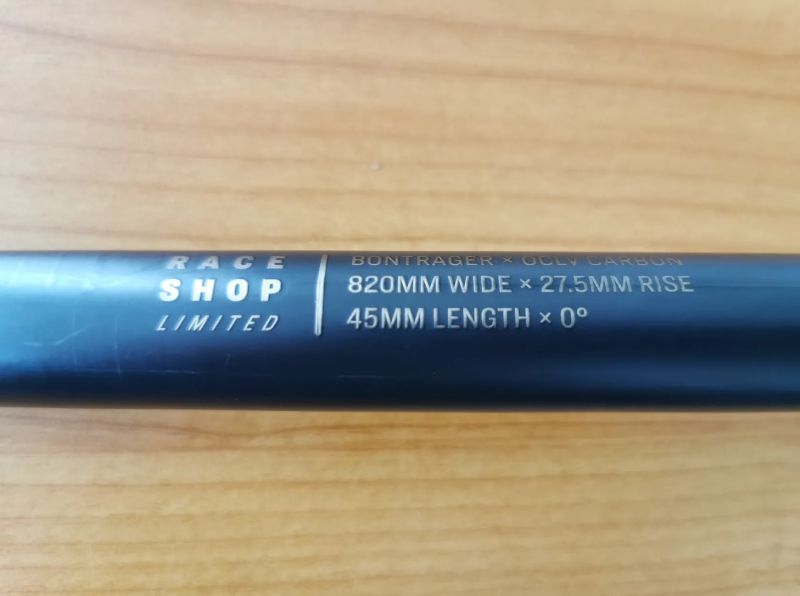 RACE
SHOP
LIMITED
BONTRAGER × OCLV CARBON
820MM WIDE × 27.5MM RISE
45MM LENGTH × 0°